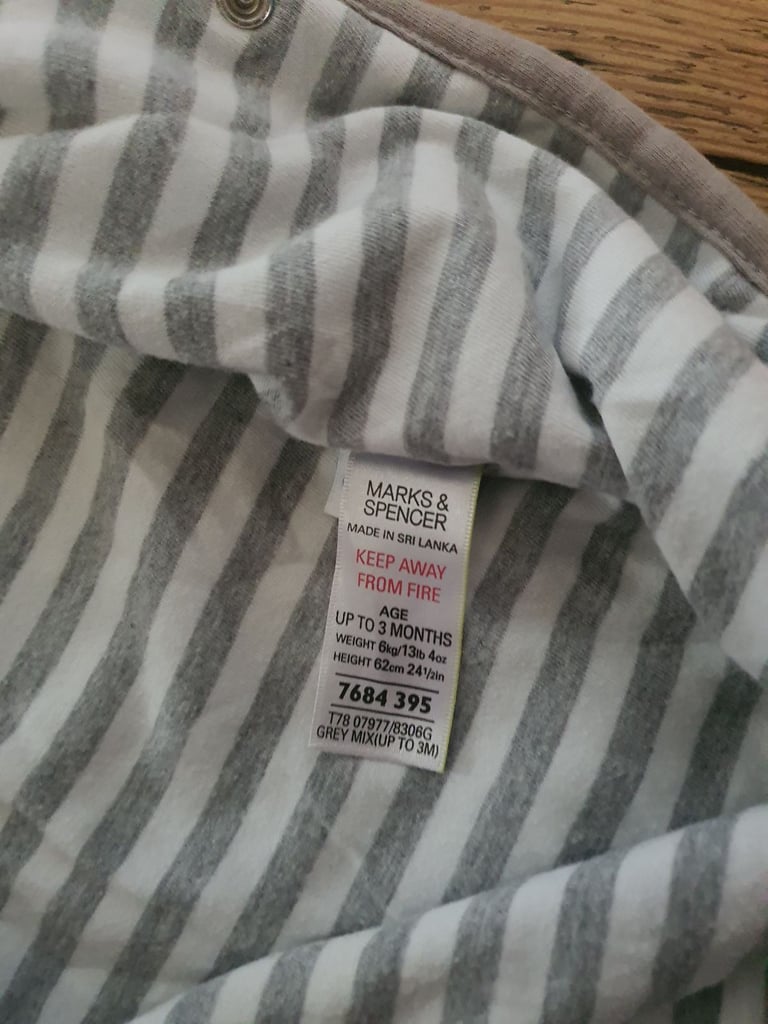 MARKS &
SPENCER
MADE IN SRI LANKA
KEEP AWAY
FROM FIRE
AGE
UP TO 3 MONTHS
WEIGHT 6kg/13lb 4oz
HEIGHT 62cm 24½in
7684 395
T78 07977/8306G
GREY MIX(UP TO 3M)